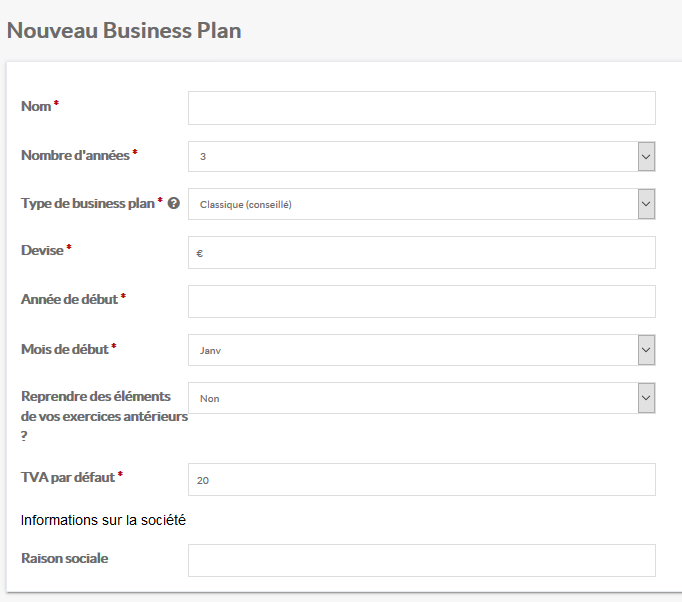 Nouveau Business Plan
Nom *
Nombre d'années * 3
Type de business plan * ? Classique (conseillé)
Devise * €
Année de début *
Mois de début * Janv
Reprendre des éléments Non
de vos exercices antérieurs
?
TVA par défaut * 20
Informations sur la société
Raison sociale